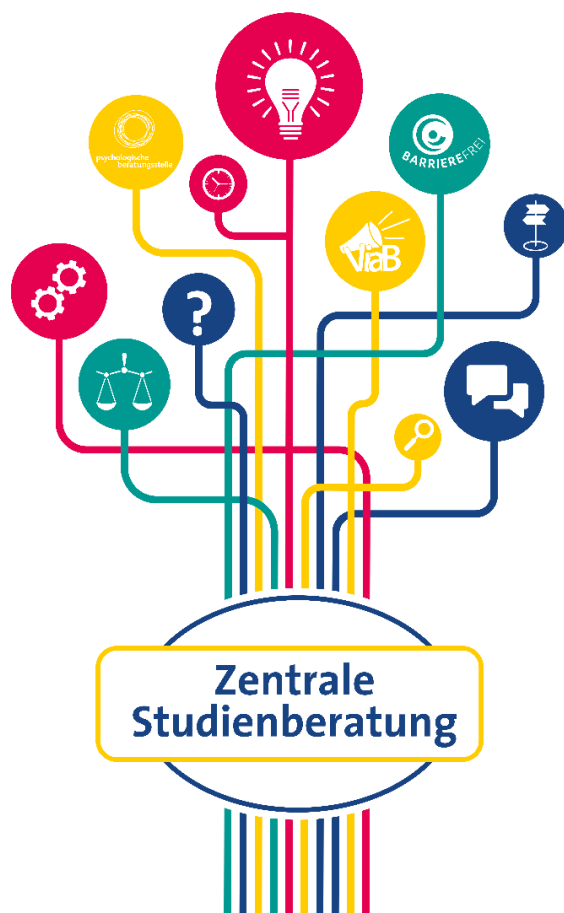 psychologische
beratungsstelle
BARRIEREFREI
ViaB
?
Zentrale
Studienberatung